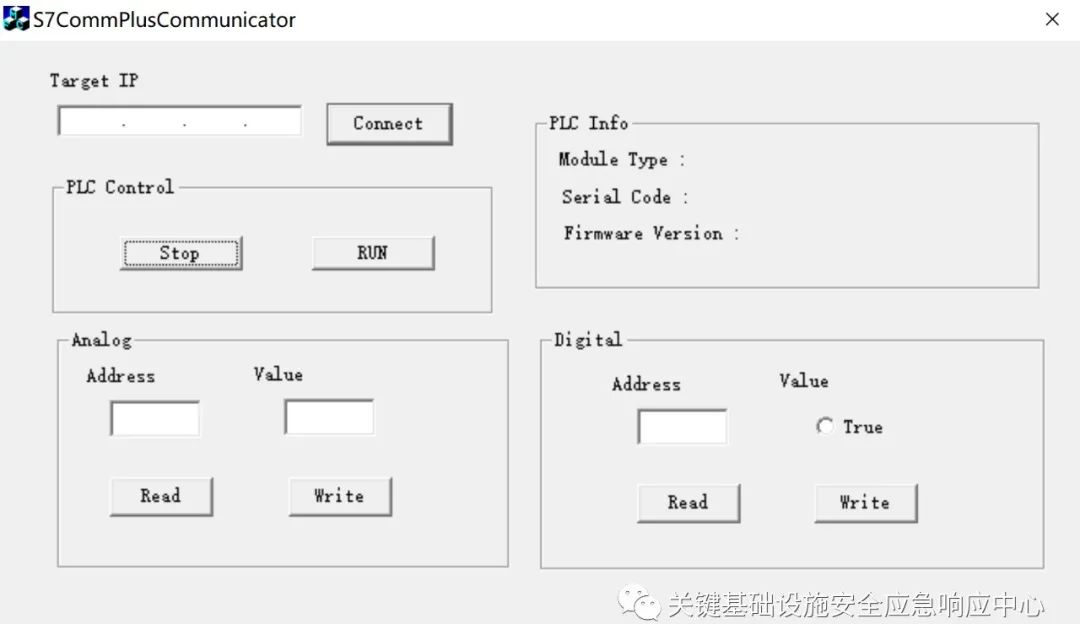 S7CommPlusCommunicator
Target IP
. . .
Connect
PLC Control
Stop
RUN
PLC Info
Module Type :
Serial Code :
Firmware Version :
Analog
Address
Value
Read
Write
Digital
Address
Value
True
Read
Write
关键基础设施安全应急响应中心